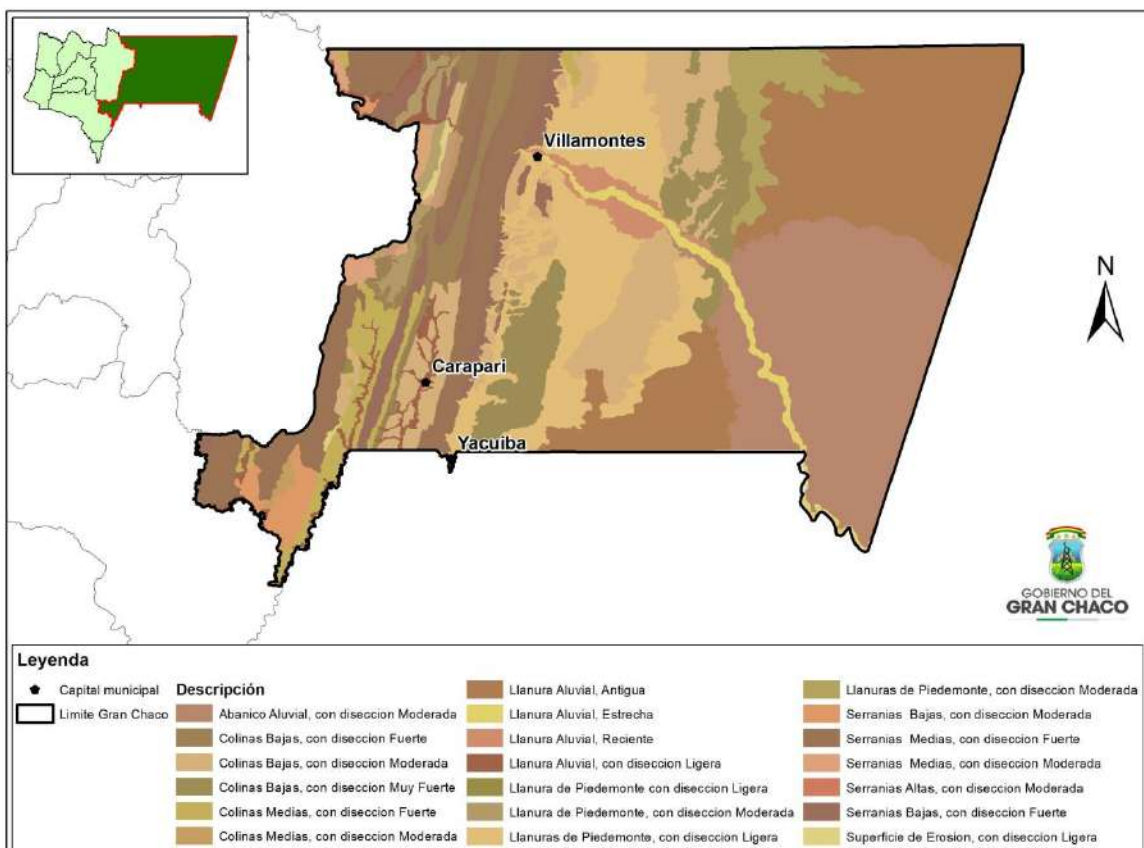 Villamontes
Carapari
Yacuiba
N
GOBIERNO DEL
GRAN CHACO
Leyenda
Capital municipal
Limite Gran Chaco
Descripción
Abanico Aluvial, con diseccion Moderada
Colinas Bajas, con diseccion Fuerte
Colinas Bajas, con diseccion Moderada
Colinas Bajas, con diseccion Muy Fuerte
Colinas Medias, con diseccion Fuerte
Colinas Medias, con diseccion Moderada
Llanura Aluvial, Antigua
Llanura Aluvial, Estrecha
Llanura Aluvial, Reciente
Llanura Aluvial, con diseccion Ligera
Llanura de Piedemonte con diseccion Ligera
Llanura de Piedemonte, con diseccion Moderada
Llanuras de Piedemonte, con diseccion Ligera
Llanuras de Piedemonte, con diseccion Moderada
Serranias Bajas, con diseccion Moderada
Serranias Medias, con diseccion Fuerte
Serranias Medias, con diseccion Moderada
Serranias Altas, con diseccion Moderada
Serranias Bajas, con diseccion Fuerte
Superficie de Erosion, con diseccion Ligera